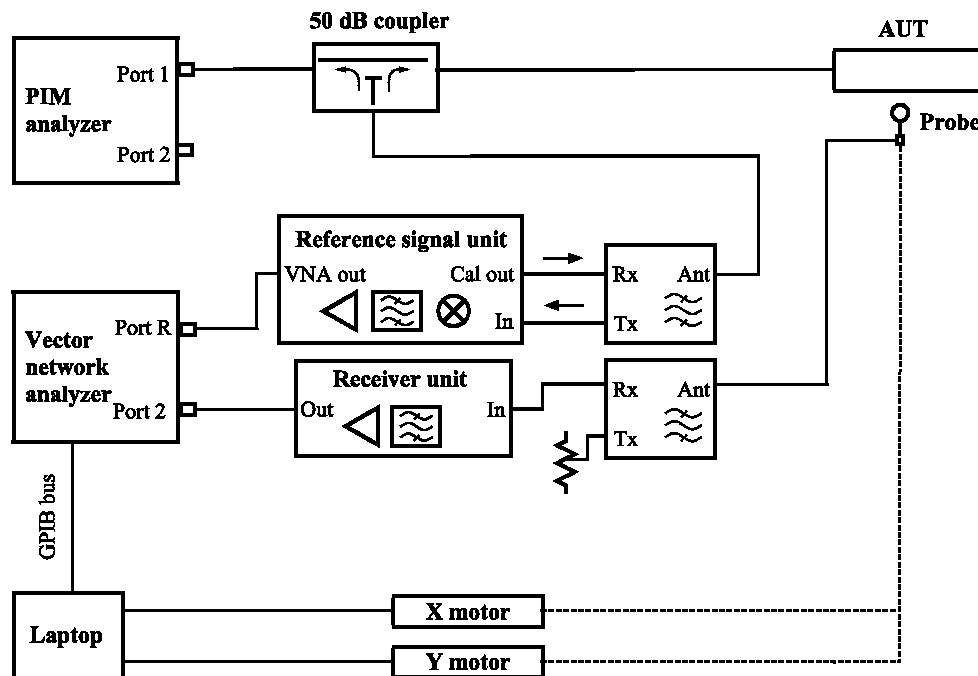 50 dB coupler
AUT
Port 1
PIM
analyzer
Port 2
Probe
Reference signal unit
VNA out
Cal out
In
Rx
Ant
Tx
Port R
Vector
network
analyzer
Port 2
Receiver unit
Out
In
Rx
Ant
Tx
GPIB bus
Laptop
X motor
Y motor